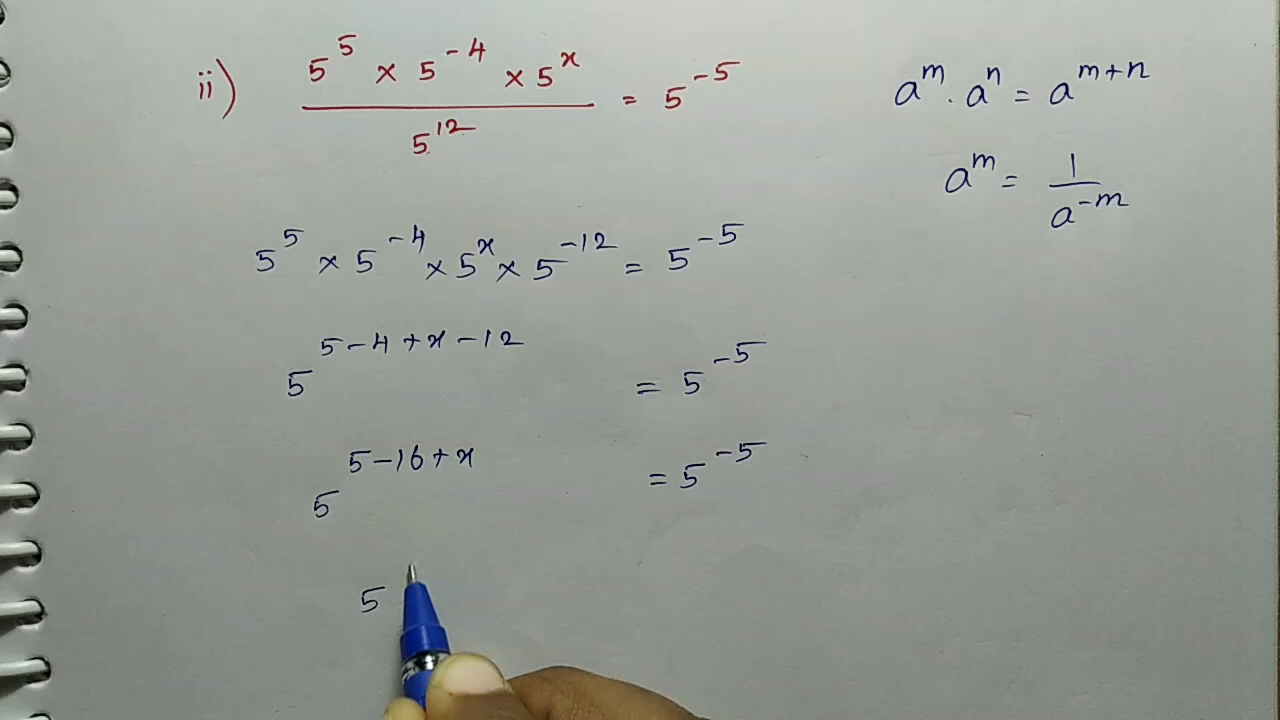 ii) (5^5 × 5^-4 × 5^x) / 5^12 = 5^-5
a^m . a^n = a^m+n
a^m = 1 / a^-m
5^5 × 5^-4 × 5^x × 5^-12 = 5^-5
5^5-4+x-12 = 5^-5
5^5-16+x = 5^-5
5